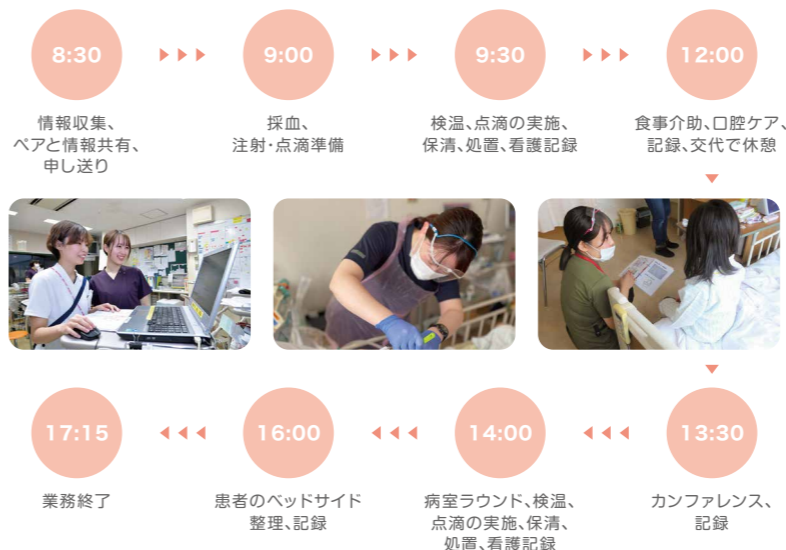 8:30
情報収集、
ペアと情報共有、
申し送り
9:00
採血、
注射・点滴準備
9:30
検温、点滴の実施、
保清、処置、看護記録
12:00
食事介助、口腔ケア、
記録、交代で休憩
13:30
カンファレンス、
記録
14:00
病室ラウンド、検温、
点滴の実施、保清、
処置、看護記録
16:00
患者のベッドサイド
整理、記録
17:15
業務終了